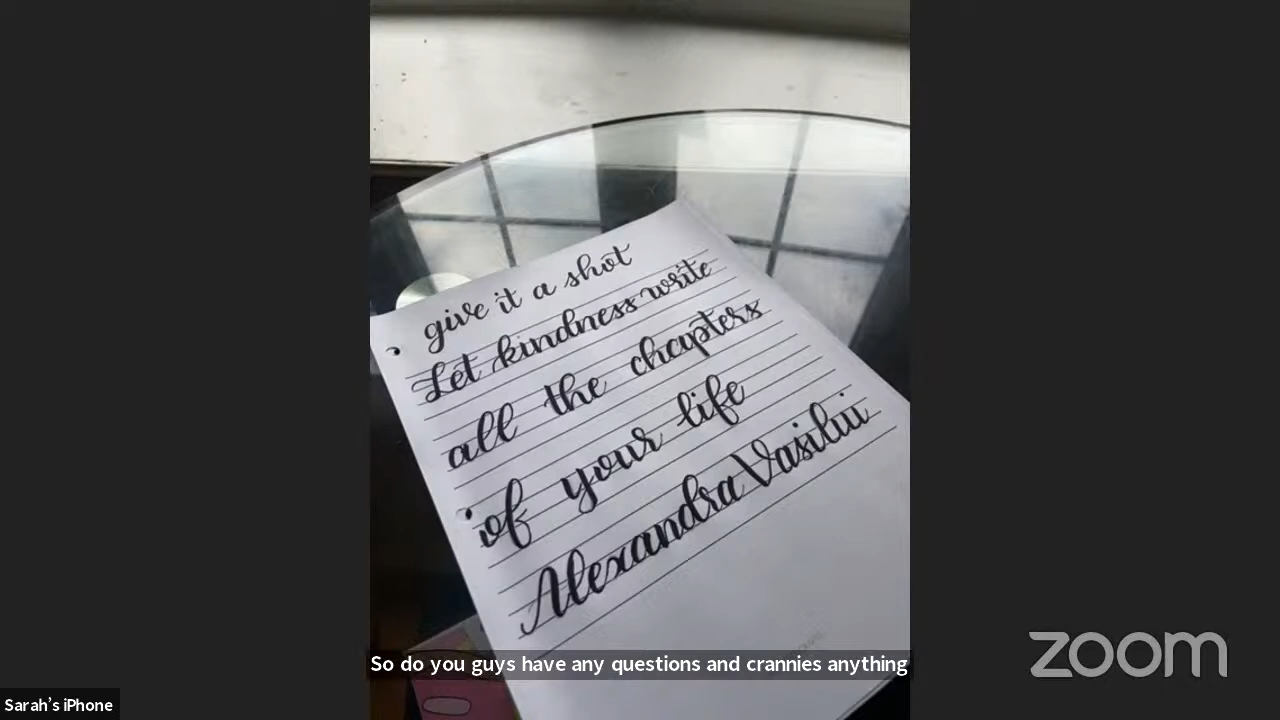 give it a shot
Let kindness write
all the chapters
of your life
Alexandra Vasiliu
So do you guys have any questions and crannies anything
Sarah's iPhone
zoom